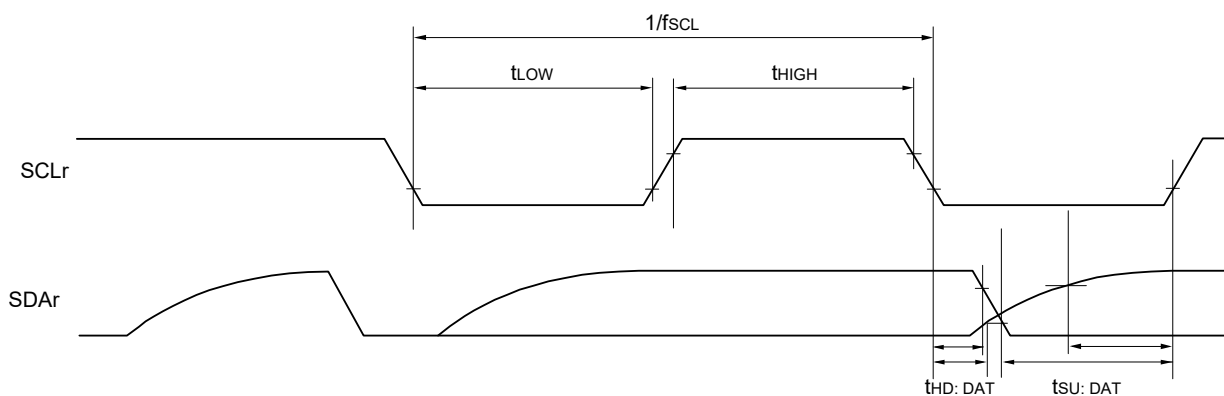 1/fSCL
tLOW
tHIGH
SCLr
SDAr
tHD: DAT
tSU: DAT